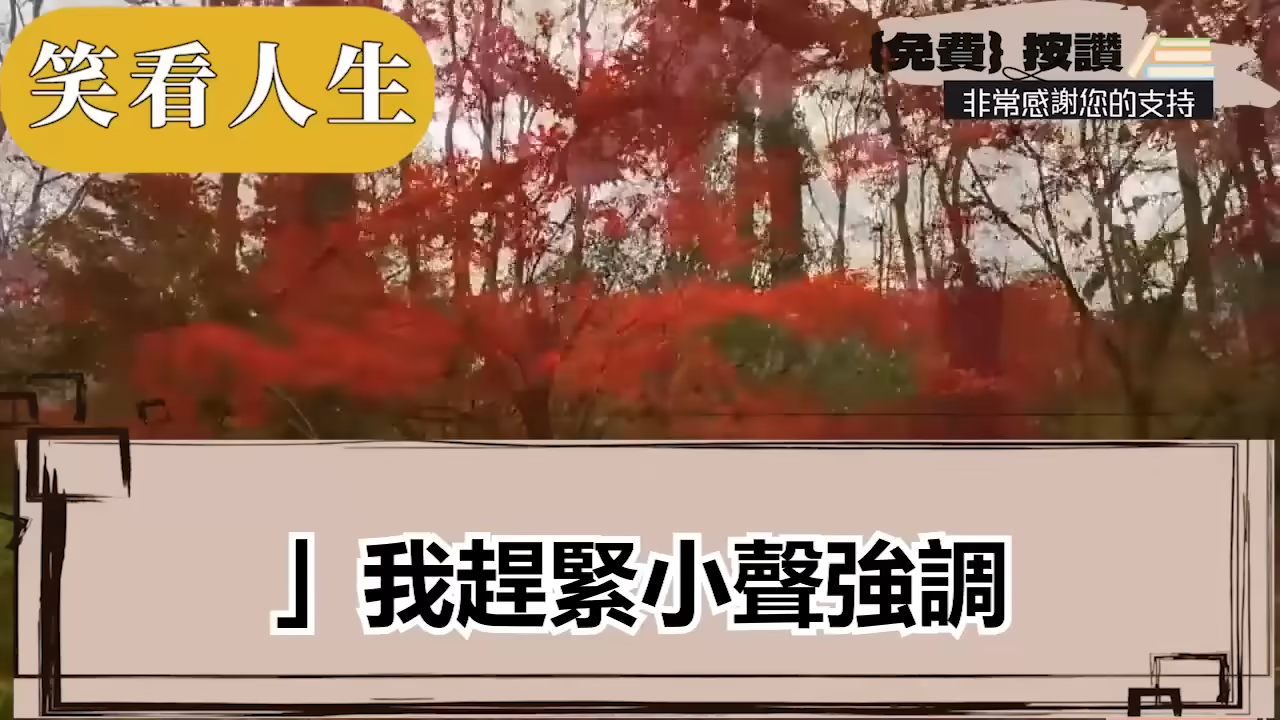 笑看人生
{免費} 按讚
非常感謝您的支持
」我趕緊小聲強調